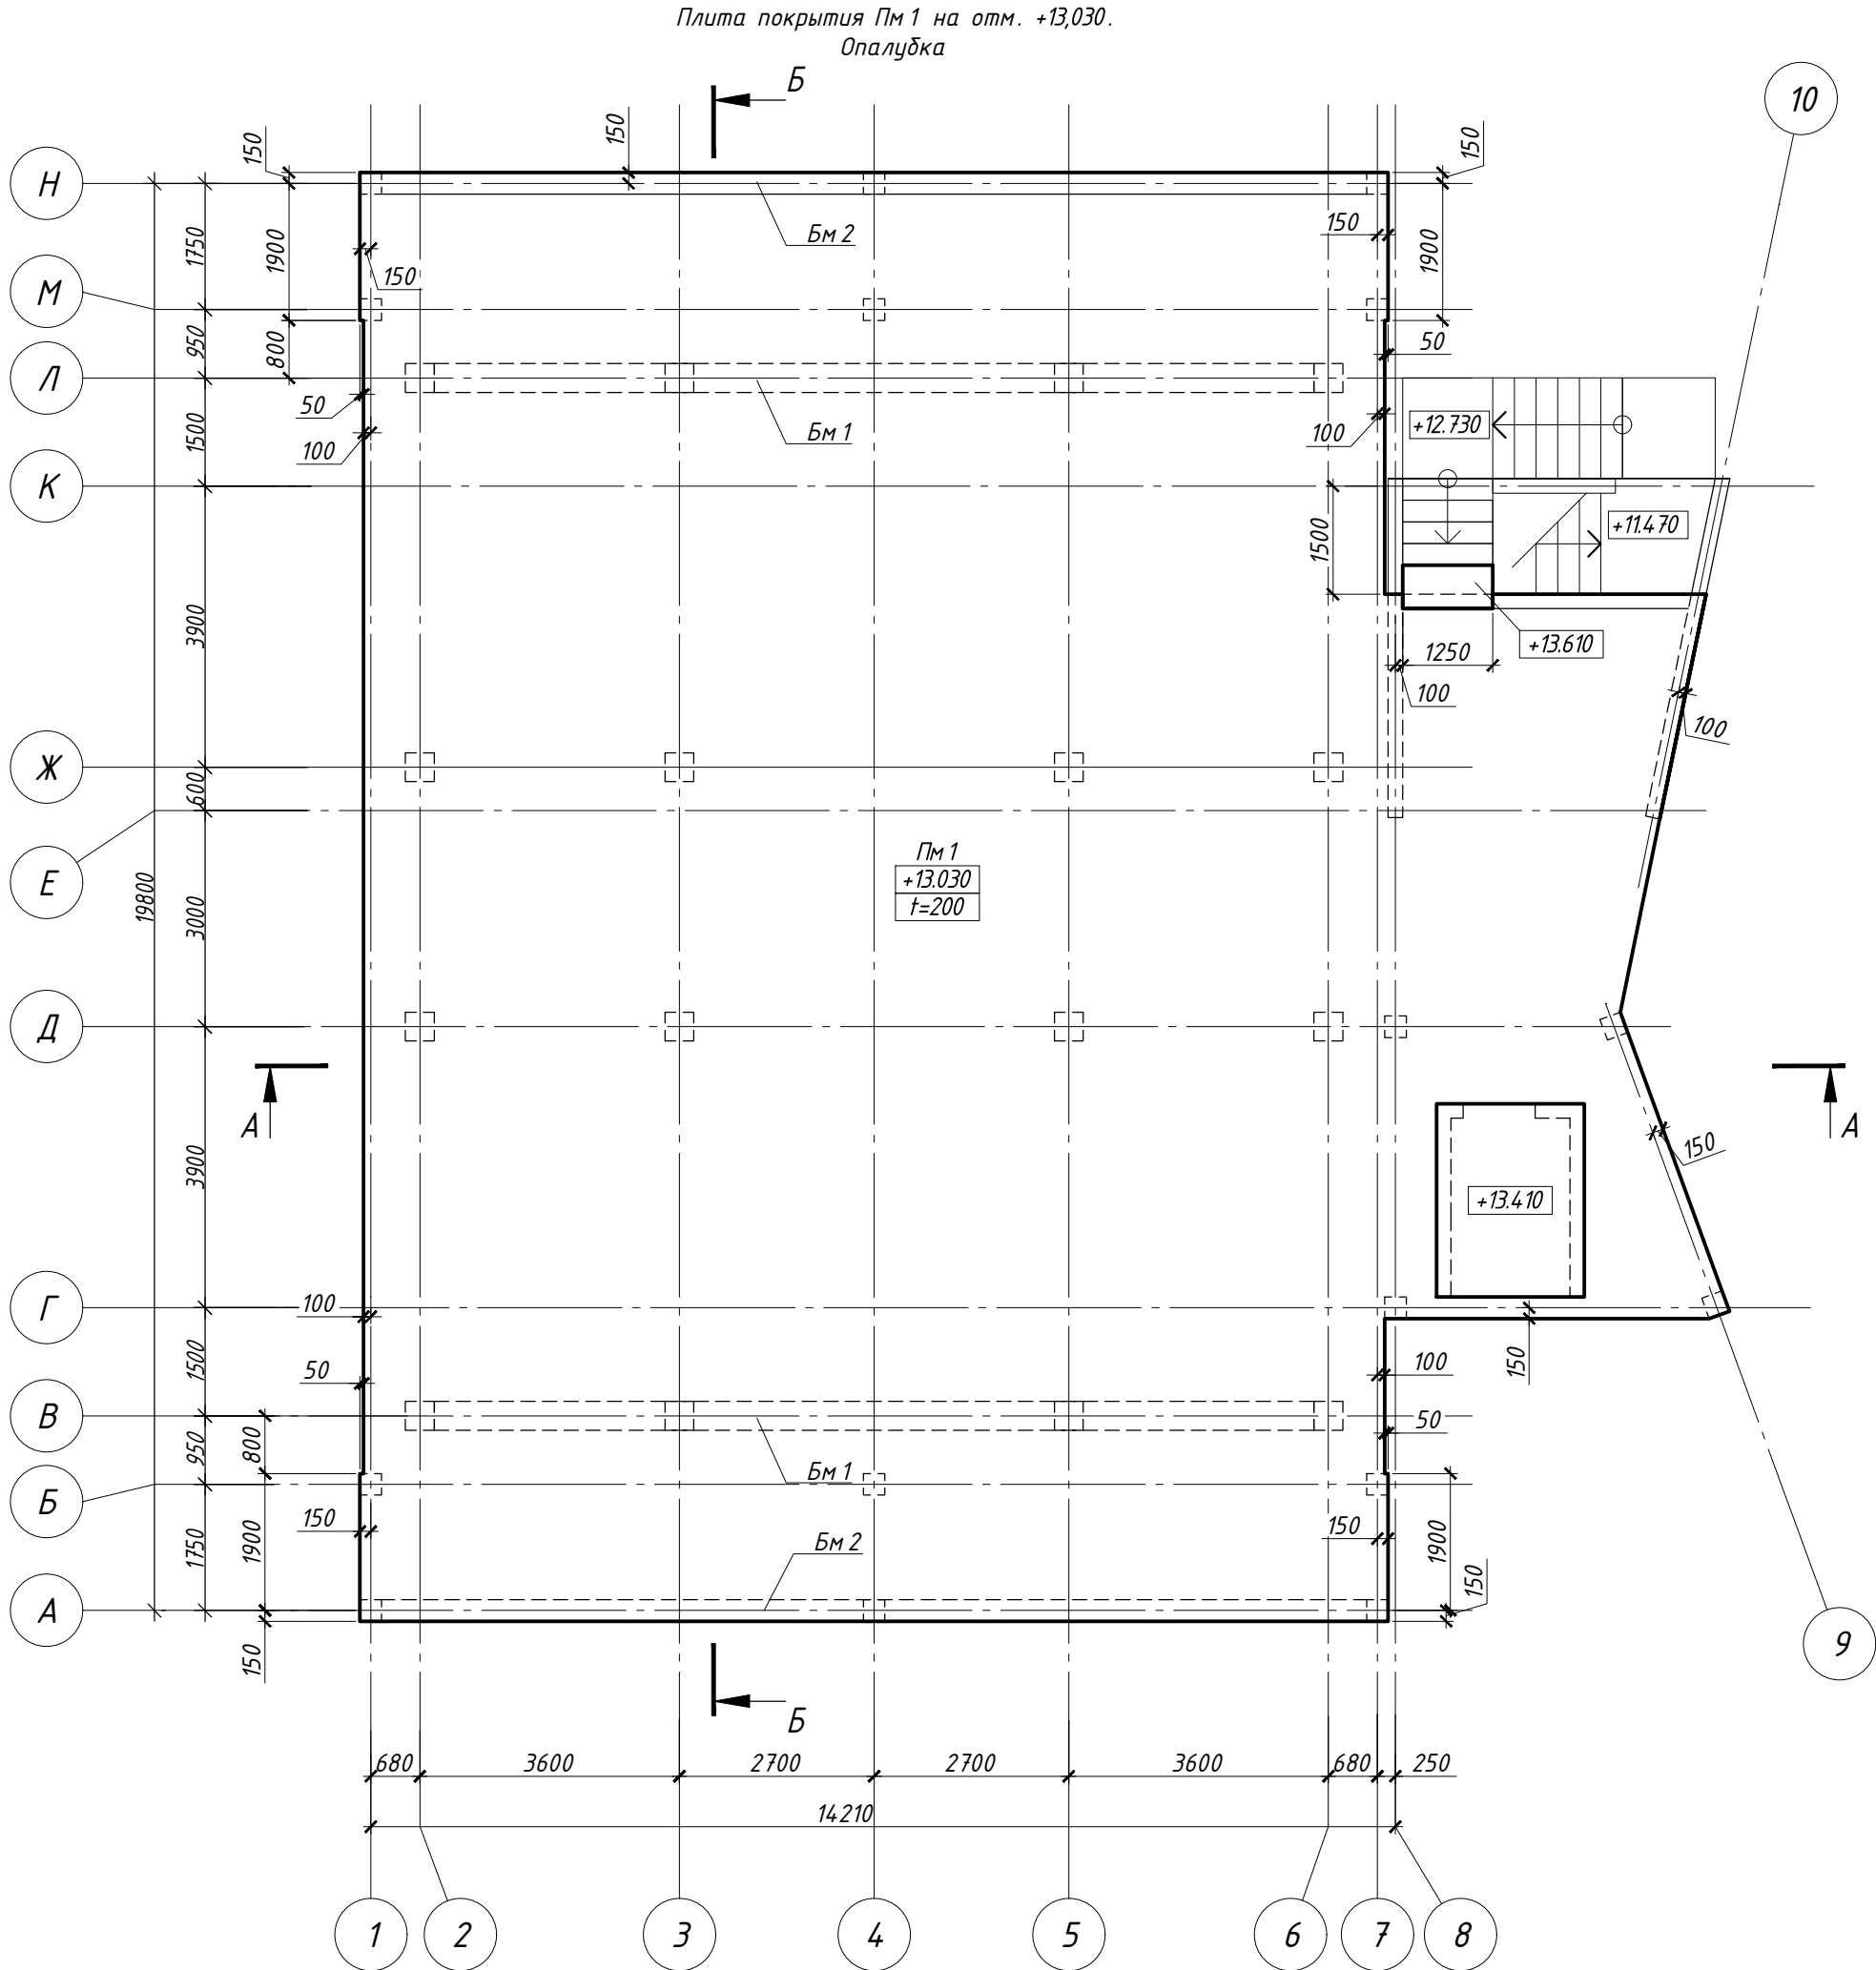 Плита покрытия Пм 1 на отм. +13,030.
Опалубка
Б
10
150
150
150
Н
1750
1900
Бм 2
150
1900
150
М
950
800
50
Л
50
Бм 1
100
+12.730
1500
100
К
1500
+11.470
3900
+13.610
1250
100
100
Ж
600
Е
Пм 1
+13.030
t=200
19800
3000
Д
А
А
150
3900
+13.410
Г
100
150
1500
50
100
В
50
950
800
Б
Бм 1
150
150
1900
1750
1900
Бм 2
150
А
150
9
Б
680
3600
2700
2700
3600
680
250
14210
1
2
3
4
5
6
7
8